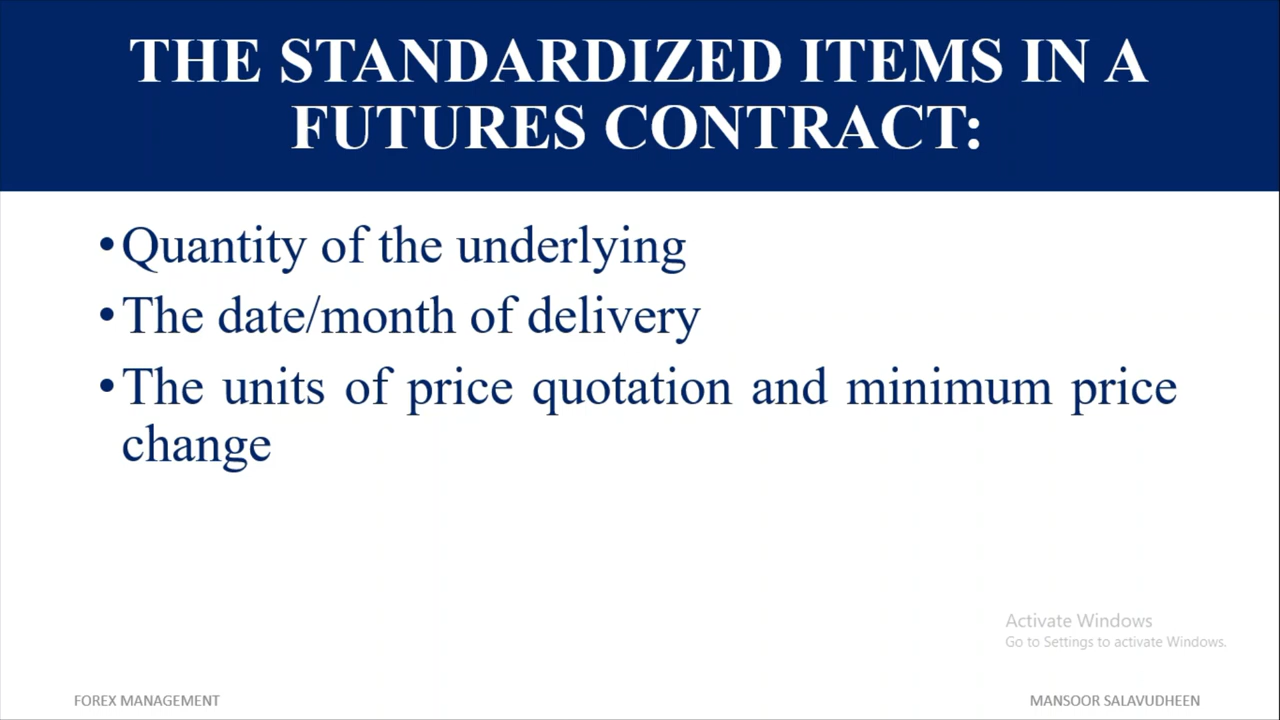 THE STANDARDIZED ITEMS IN A
FUTURES CONTRACT:
•Quantity of the underlying
•The date/month of delivery
•The units of price quotation and minimum price
change
Activate Windows
Go to Settings to activate Windows.
FOREX MANAGEMENT
MANSOOR SALAVUDHEEN